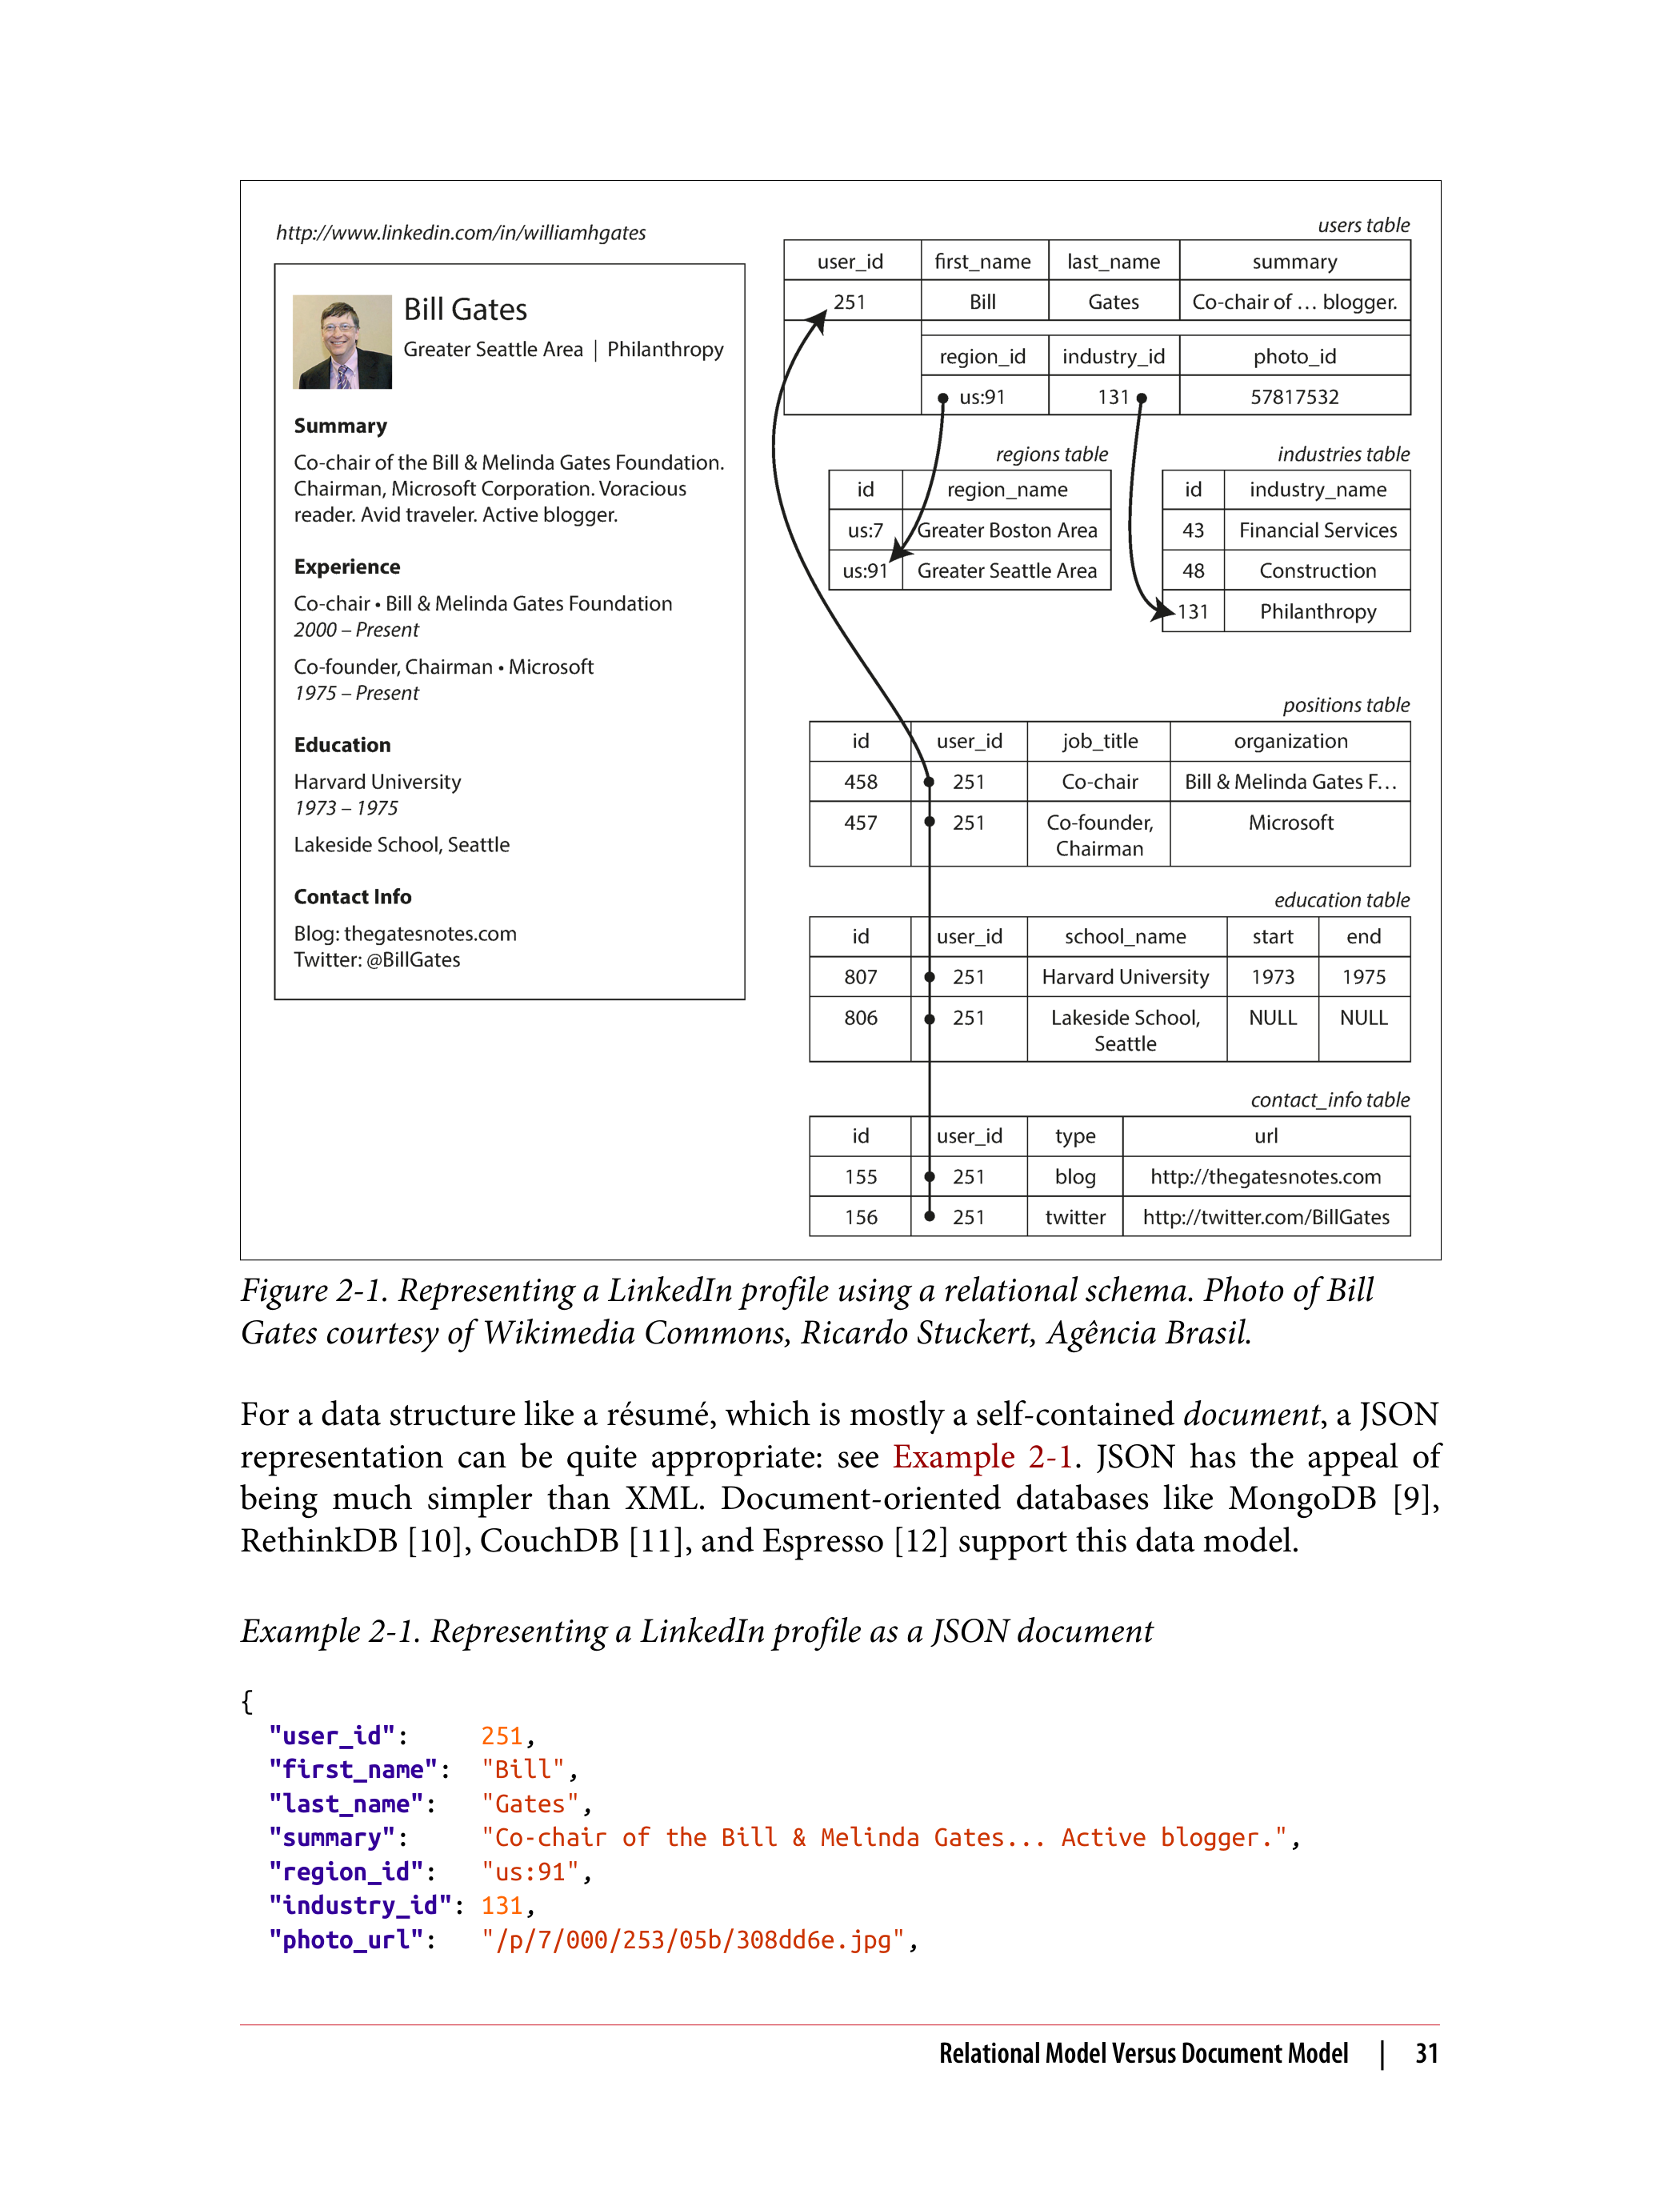 http://www.linkedin.com/in/williamhgates
Bill Gates
Greater Seattle Area | Philanthropy
Summary
Co-chair of the Bill & Melinda Gates Foundation.
Chairman, Microsoft Corporation. Voracious
reader. Avid traveler. Active blogger.
Experience
Co-chair • Bill & Melinda Gates Foundation
2000 – Present
Co-founder, Chairman • Microsoft
1975 – Present
Education
Harvard University
1973 – 1975
Lakeside School, Seattle
Contact Info
Blog: thegatesnotes.com
Twitter: @BillGates
users table
user_id first_name last_name summary
251 Bill Gates Co-chair of … blogger.
region_id industry_id photo_id
us:91 131 57817532
regions table
id region_name
us:7 Greater Boston Area
us:91 Greater Seattle Area
industries table
id industry_name
43 Financial Services
48 Construction
131 Philanthropy
positions table
id user_id job_title organization
458 251 Co-chair Bill & Melinda Gates F…
457 251 Co-founder, Microsoft
Chairman
education table
id user_id school_name start end
807 251 Harvard University 1973 1975
806 251 Lakeside School, NULL NULL
Seattle
contact_info table
id user_id type url
155 251 blog http://thegatesnotes.com
156 251 twitter http://twitter.com/BillGates
Figure 2-1. Representing a LinkedIn profile using a relational schema. Photo of Bill
Gates courtesy of Wikimedia Commons, Ricardo Stuckert, Agência Brasil.
For a data structure like a résumé, which is mostly a self-contained document, a JSON
representation can be quite appropriate: see Example 2-1. JSON has the appeal of
being much simpler than XML. Document-oriented databases like MongoDB [9],
RethinkDB [10], CouchDB [11], and Espresso [12] support this data model.
Example 2-1. Representing a LinkedIn profile as a JSON document
{
"user_id": 251,
"first_name": "Bill",
"last_name": "Gates",
"summary": "Co-chair of the Bill & Melinda Gates... Active blogger.",
"region_id": "us:91",
"industry_id": 131,
"photo_url": "/p/7/000/253/05b/308dd6e.jpg",
Relational Model Versus Document Model | 31